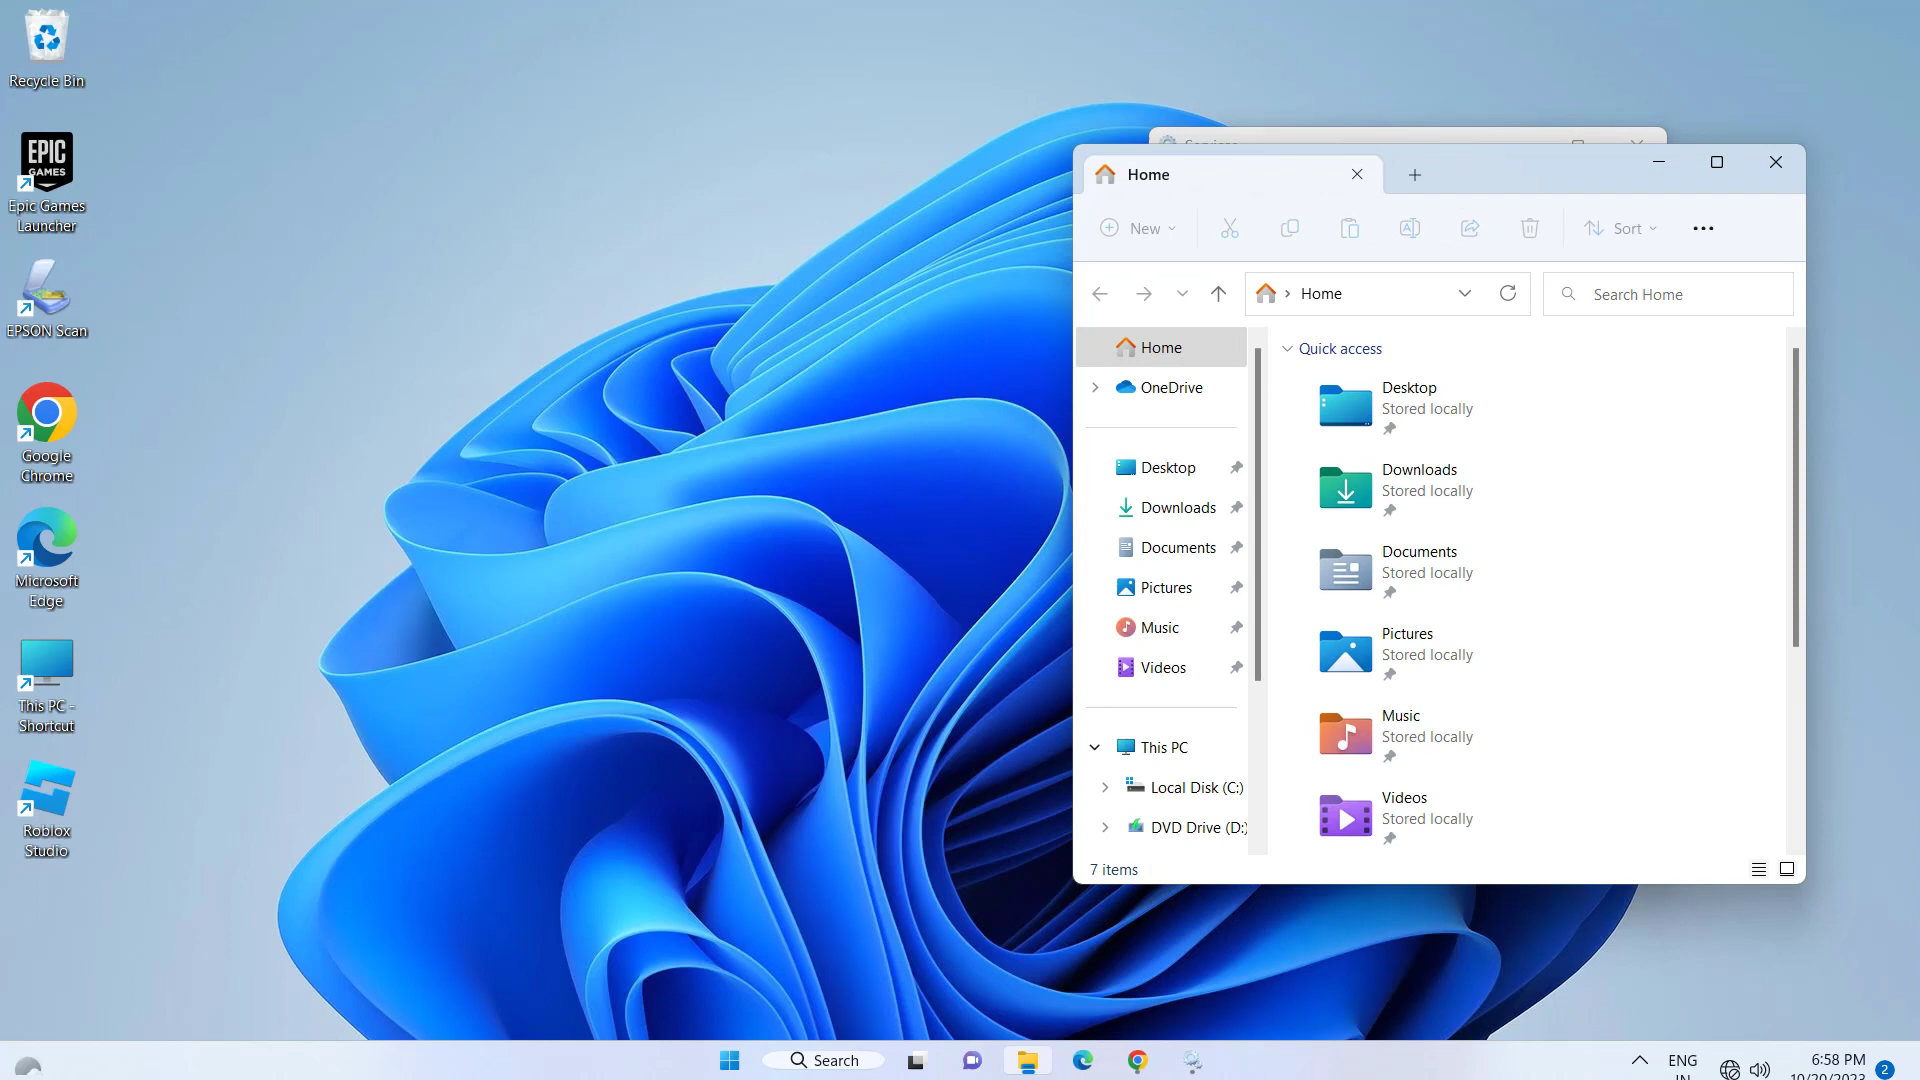 Recycle Bin
EPIC
GAMES
Epic Games
Launcher
EPSON Scan
Google
Chrome
Microsoft
Edge
This PC -
Shortcut
Roblox
Studio
Services
Home
New
Sort
Home
Search Home
Home
OneDrive
Desktop
Downloads
Documents
Pictures
Music
Videos
This PC
Local Disk (C:)
DVD Drive (D:)
Quick access
Desktop
Stored locally
Downloads
Stored locally
Documents
Stored locally
Pictures
Stored locally
Music
Stored locally
Videos
Stored locally
7 items
Search
ENG
IN
6:58 PM
10/20/2023
2